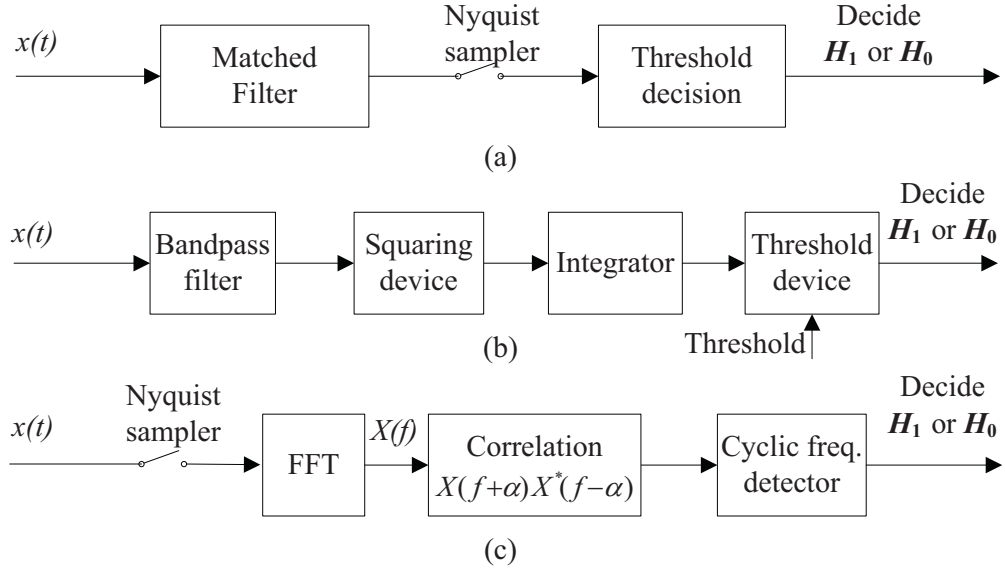 x(t)
Matched
Filter
Nyquist
sampler
Threshold
decision
Decide
H₁ or H₀
(a)
x(t)
Bandpass
filter
Squaring
device
Integrator
Threshold
device
Threshold
Decide
H₁ or H₀
(b)
x(t)
Nyquist
sampler
FFT
X(f)
Correlation
X(f+α)X*(f−α)
Cyclic freq.
detector
Decide
H₁ or H₀
(c)